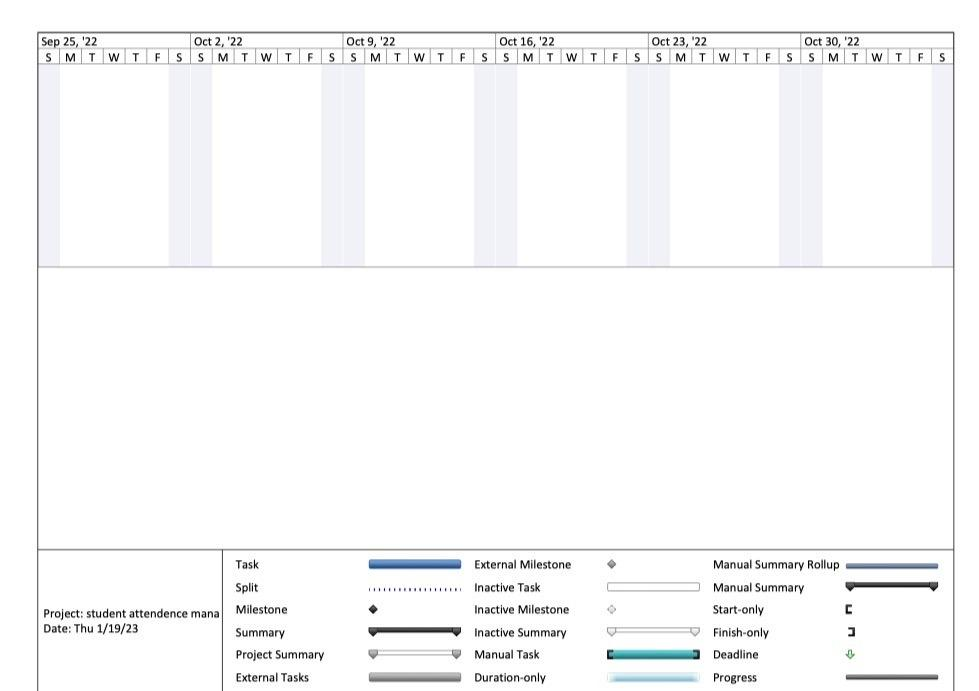 Sep 25, '22 Oct 2, '22 Oct 9, '22 Oct 16, '22 Oct 23, '22 Oct 30, '22
S M T W T F S S M T W T F S S M T W T F S S M T W T F S S M T W T F S S M T W T F S
Project: student attendence mana
Date: Thu 1/19/23
Task External Milestone Manual Summary Rollup
Split Inactive Task Manual Summary
Milestone Inactive Milestone Start-only
Summary Inactive Summary Finish-only
Project Summary Manual Task Deadline
External Tasks Duration-only Progress